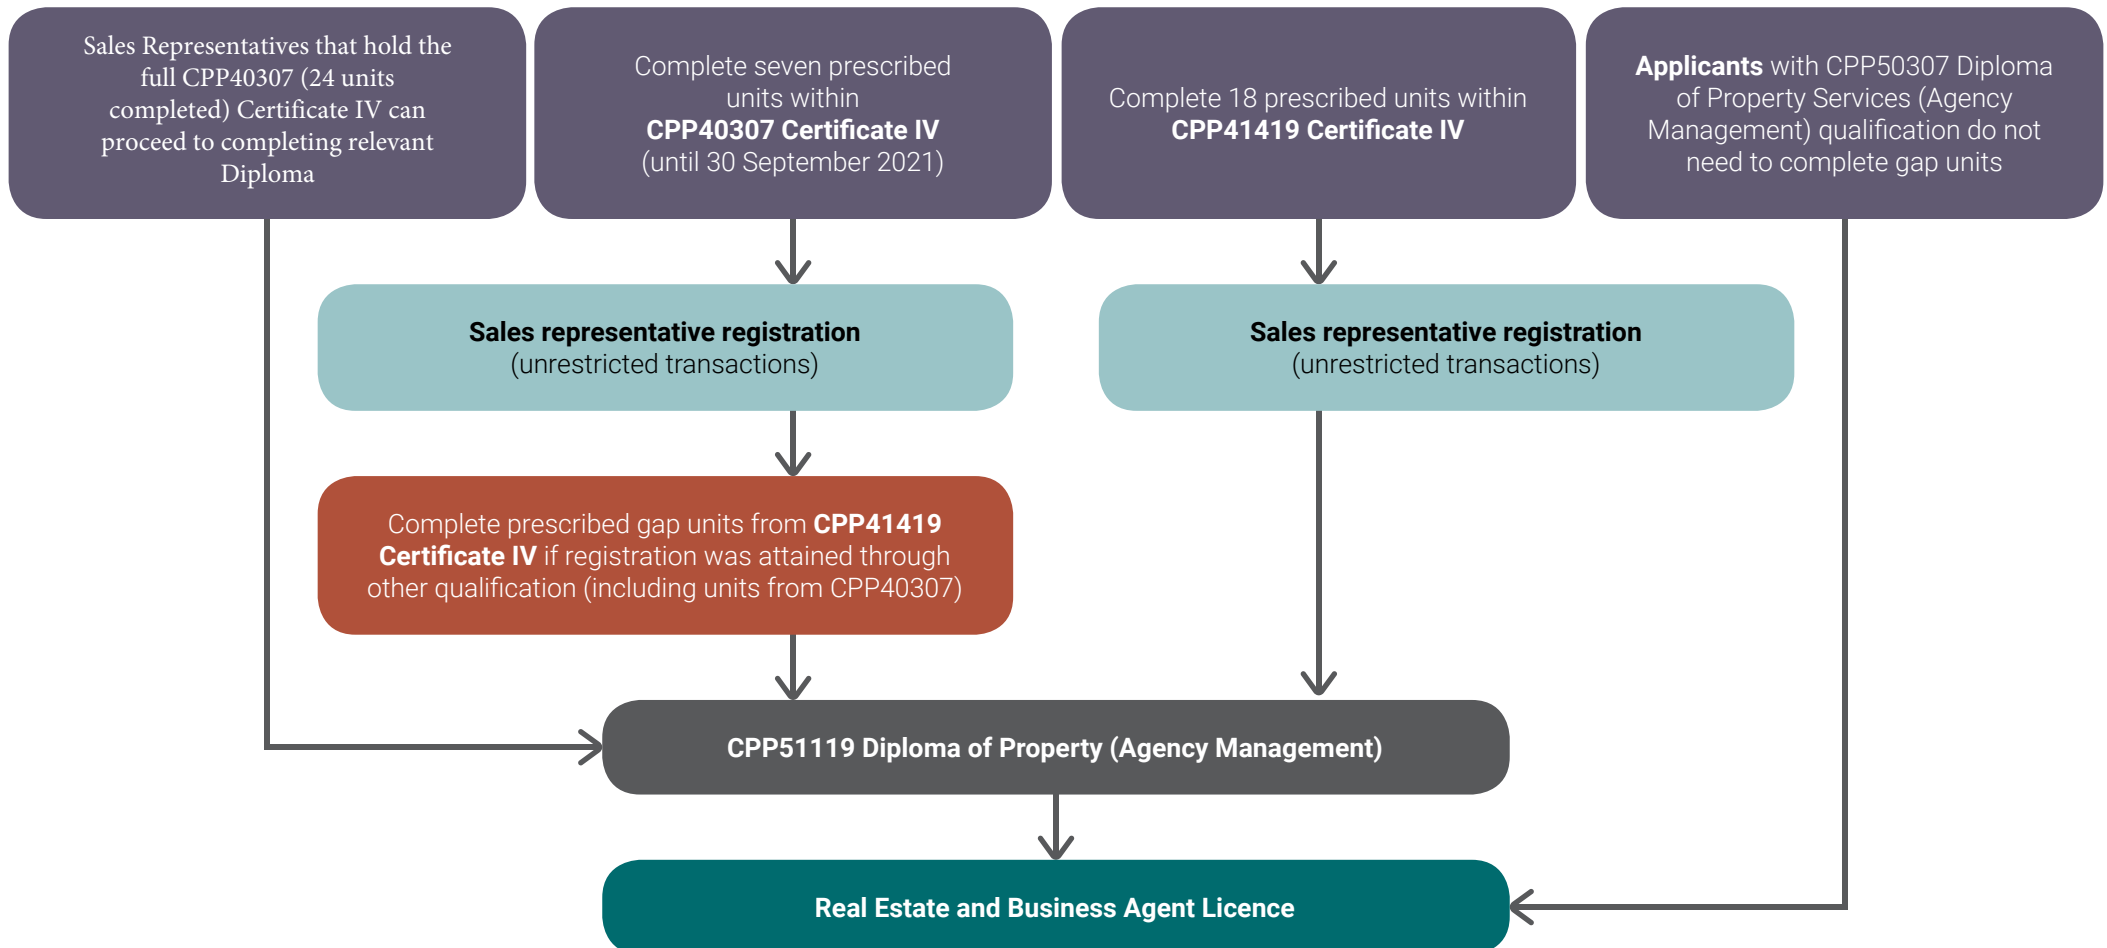 Sales Representatives that hold the
full CPP40307 (24 units
completed) Certificate IV can
proceed to completing relevant
Diploma
Complete seven prescribed
units within
CPP40307 Certificate IV
(until 30 September 2021)
Complete 18 prescribed units within
CPP41419 Certificate IV
Applicants with CPP50307 Diploma
of Property Services (Agency
Management) qualification do not
need to complete gap units
Sales representative registration
(unrestricted transactions)
Sales representative registration
(unrestricted transactions)
Complete prescribed gap units from CPP41419
Certificate IV if registration was attained through
other qualification (including units from CPP40307)
CPP51119 Diploma of Property (Agency Management)
Real Estate and Business Agent Licence